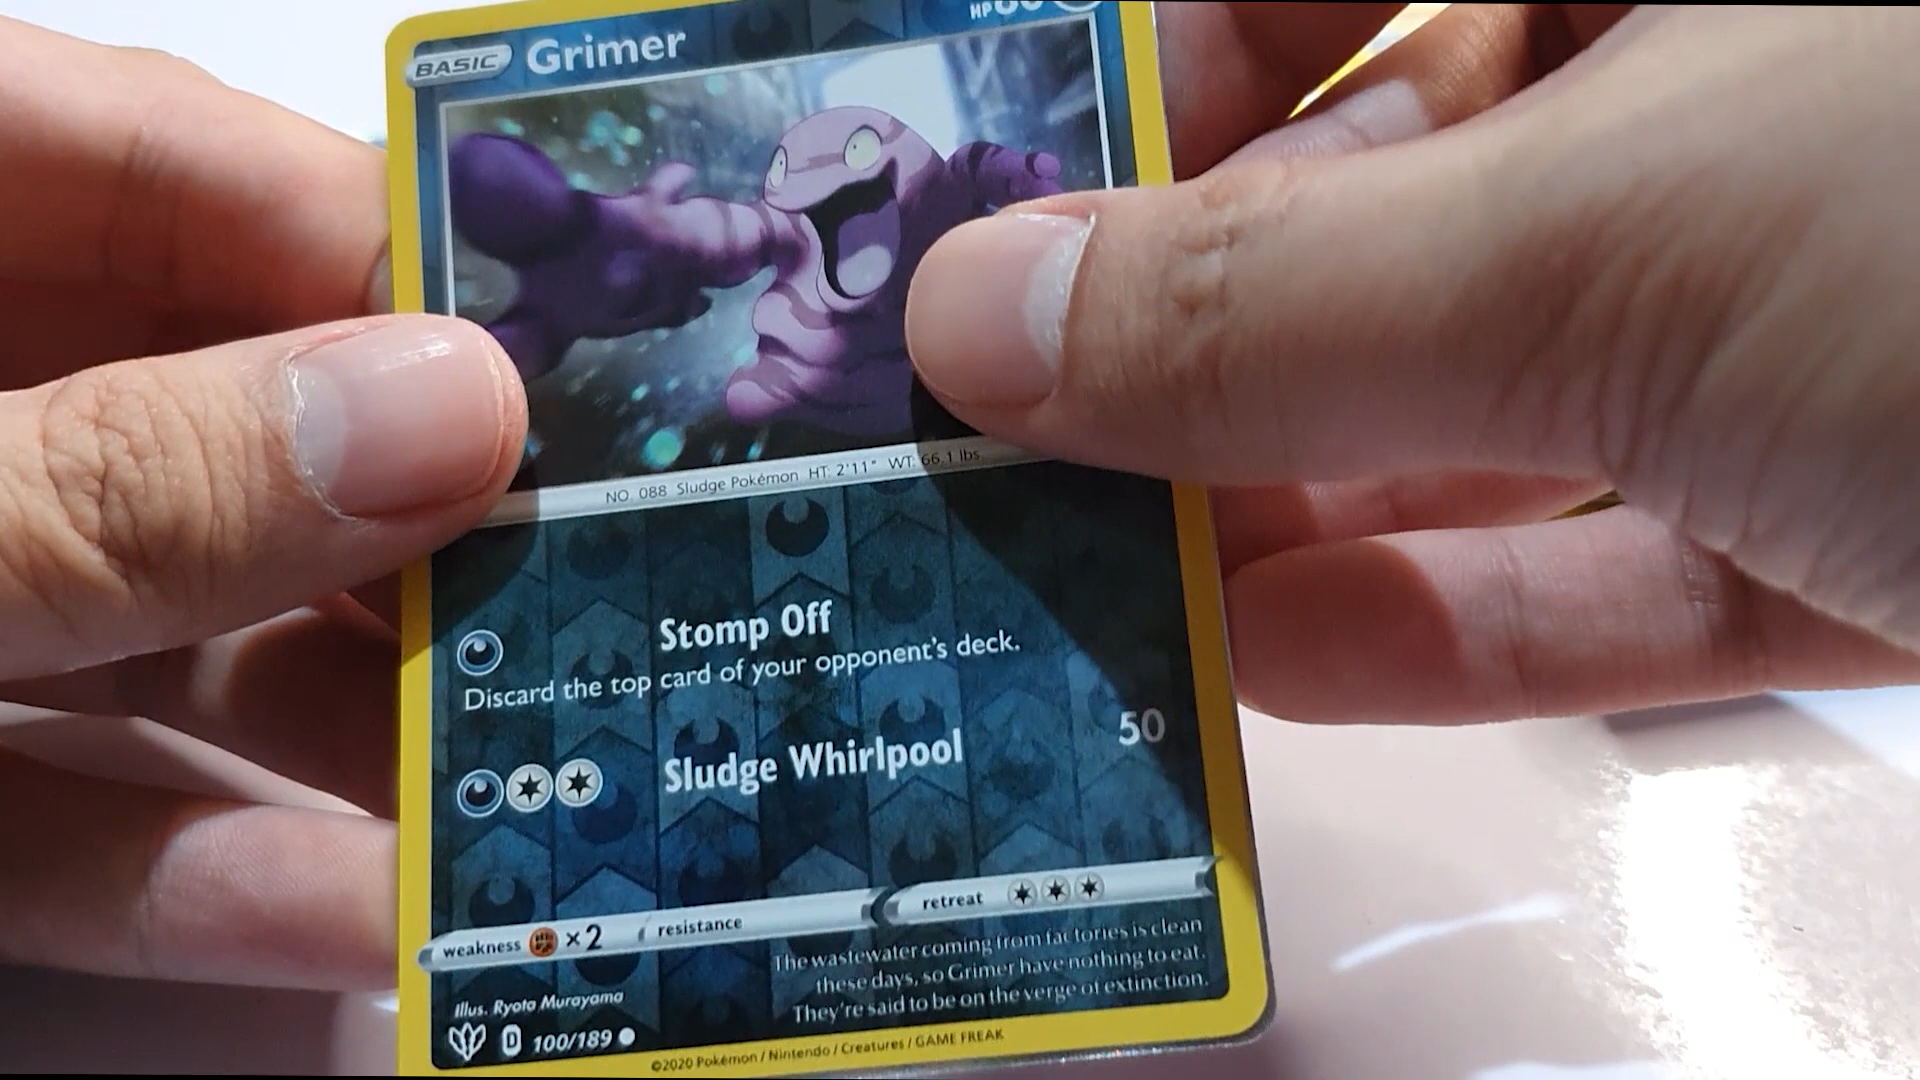 BASIC Grimer HP
NO. 088 Sludge Pokémon HT: 2'11" WT: 66.1 lbs
Stomp Off
Discard the top card of your opponent's deck.
Sludge Whirlpool 50
weakness ×2 resistance retreat
The wastewater coming from factories is clean
these days, so Grimer have nothing to eat.
They're said to be on the verge of extinction.
Illus. Ryota Murayama
D 100/189
©2020 Pokémon / Nintendo / Creatures / GAME FREAK